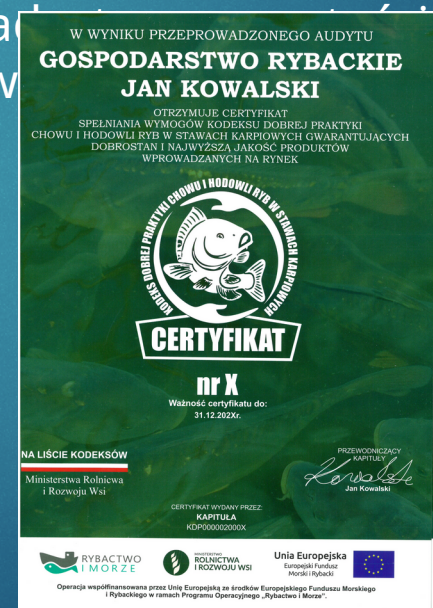 W WYNIKU PRZEPROWADZONEGO AUDYTU
GOSPODARSTWO RYBACKIE
JAN KOWALSKI
OTRZYMUJE CERTYFIKAT
SPEŁNIANIA WYMOGÓW KODEKSU DOBREJ PRAKTYKI
CHOWU I HODOWLI RYB W STAWACH KARPIOWYCH GWARANTUJĄCYCH
DOBROSTAN I NAJWYŻSZĄ JAKOŚĆ PRODUKTÓW
WPROWADZANYCH NA RYNEK
KODEKS DOBREJ PRAKTYKI CHOWU I HODOWLI RYB W STAWACH KARPIOWYCH
CERTYFIKAT
nr X
Ważność certyfikatu do:
31.12.202Xr.
NA LIŚCIE KODEKSÓW
Ministerstwa Rolnicwa
i Rozwoju Wsi
PRZEWODNICZĄCY
KAPITUŁY
Kowalski
Jan Kowalski
CERTYFIKAT WYDANY PRZEZ:
KAPITUŁA
KDP000002000X
RYBACTWO
I MORZE
MINISTERSTWO
ROLNICTWA
I ROZWOJU WSI
Unia Europejska
Europejski Fundusz
Morski i Rybacki
Operacja współfinansowana przez Unię Europejską ze środków Europejskiego Funduszu Morskiego
i Rybackiego w ramach Programu Operacyjnego „Rybactwo i Morze".